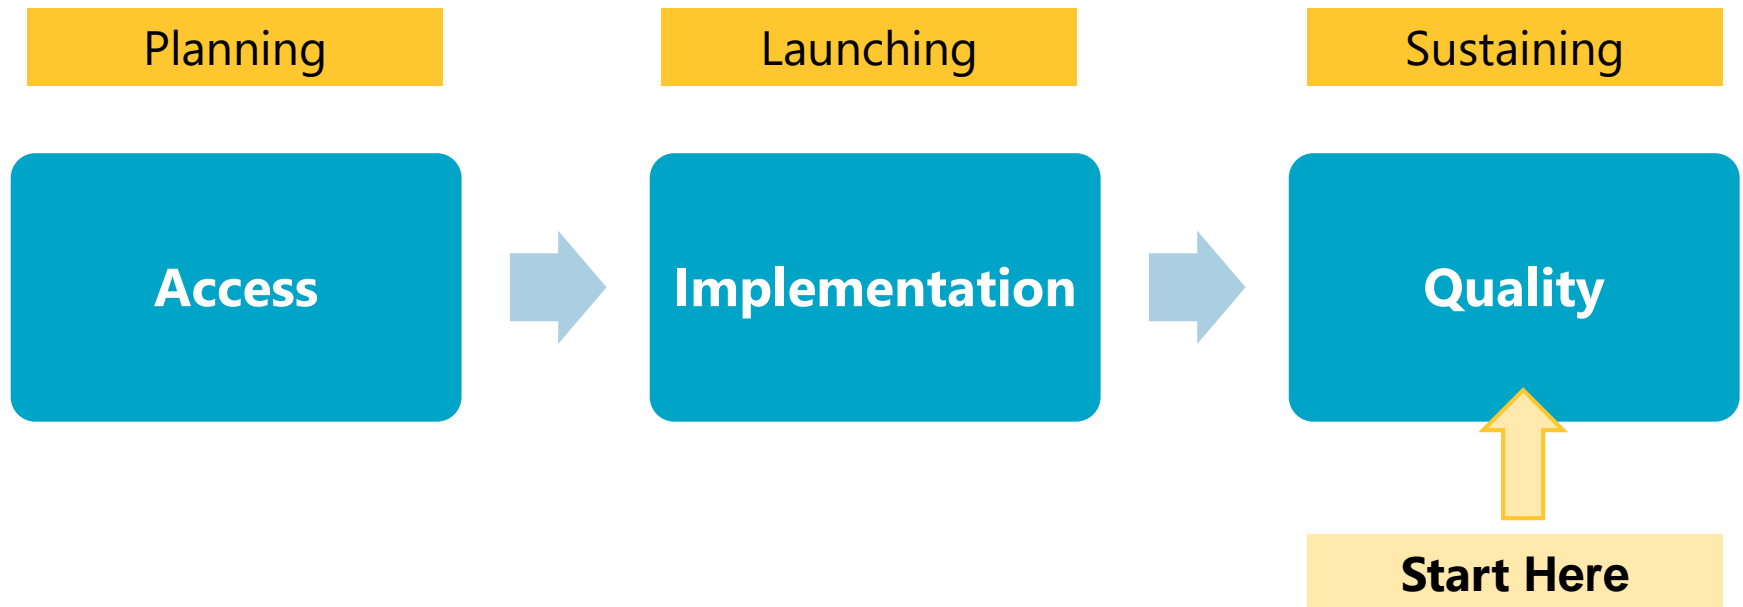 Planning
Launching
Sustaining
Access
Implementation
Quality
Start Here